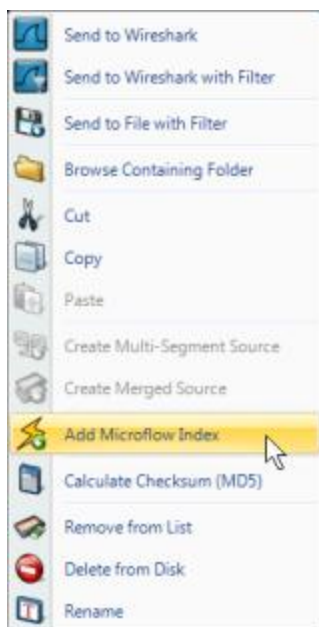 Send to Wireshark
Send to Wireshark with Filter
Send to File with Filter
Browse Containing Folder
Cut
Copy
Paste
Create Multi-Segment Source
Create Merged Source
Add Microflow Index
Calculate Checksum (MD5)
Remove from List
Delete from Disk
Rename